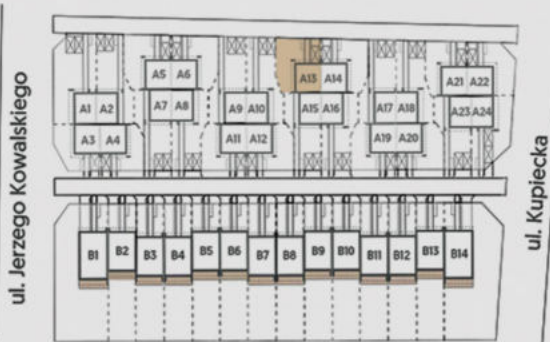 ul. Jerzego Kowalskiego
A5 A6
A13 A14
A21 A22
A1 A2
A7 A8
A9 A10
A15 A16
A17 A18
A23 A24
A3 A4
A11 A12
A19 A20
ul. Kupiecka
B1 B2 B3 B4 B5 B6 B7 B8 B9 B10 B11 B12 B13 B14